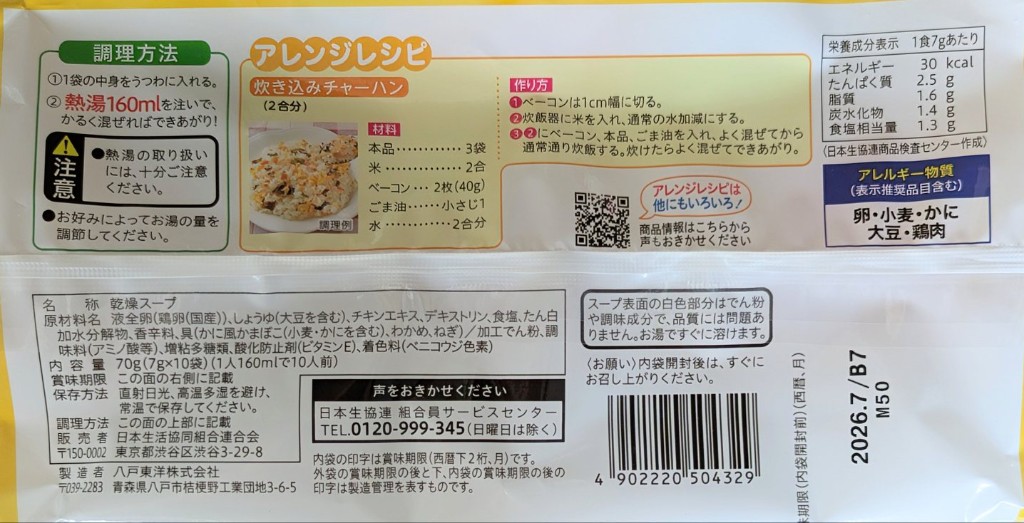 調理方法
①1袋の中身をうつわに入れる。
② 熱湯160mlを注いで、
かるく混ぜればできあがり!
注意
●熱湯の取り扱い
には、十分ご注意
ください。
●お好みによってお湯の量を
調節してください。
アレンジレシピ
炊き込みチャーハン
(2合分)
調理例
材料
本品…………3袋
米……………2合
ベーコン… 2枚(40g)
ごま油……小さじ1
水…………2合分
作り方
❶ベーコンは1cm幅に切る。
❷炊飯器に米を入れ、通常の水加減にする。
❸❷にベーコン、本品、ごま油を入れ、よく混ぜてから
通常通り炊飯する。炊けたらよく混ぜてできあがり。
アレンジレシピは
他にもいろいろ!
商品情報はこちらから
声もおきかせください
栄養成分表示 1食7gあたり
エネルギー 30 kcal
たんぱく質 2.5 g
脂質 1.6 g
炭水化物 1.4 g
食塩相当量 1.3 g
(日本生協連商品検査センター作成)
アレルギー物質
(表示推奨品目含む)
卵・小麦・かに
大豆・鶏肉
名称 乾燥スープ
原材料名 液全卵(鶏卵(国産))、しょうゆ(大豆を含む)、チキンエキス、デキストリン、食塩、たん白
加水分解物、香辛料、具(かに風かまぼこ(小麦・かにを含む)、わかめ、ねぎ)/加工でん粉、調
味料(アミノ酸等)、増粘多糖類、酸化防止剤(ビタミンE)、着色料(ベニコウジ色素)
内容量 70g(7g×10袋)(1人160mlで10人前)
賞味期限 この面の右側に記載
保存方法 直射日光、高温多湿を避け、
常温で保存してください。
調理方法 この面の上部に記載
販売者 日本生活協同組合連合会
〒150-0002 東京都渋谷区渋谷3-29-8
製造者 八戸東洋株式会社
〒039-2283 青森県八戸市桔梗野工業団地3-6-5
声をおきかせください
日本生協連 組合員サービスセンター
TEL.0120-999-345(日曜日は除く)
内袋の印字は賞味期限(西暦下2桁、月)です。
外袋の賞味期限の後と下、内袋の賞味期限の後の
印字は製造管理を表すものです。
スープ表面の白色部分はでん粉
や調味成分で、品質には問題あ
りません。お湯ですぐに溶けます。
〈お願い〉内袋開封後は、すぐに
お召し上がりください。
4 902220 504329
味期限(内袋開封前)(西暦、月)
2026.7/B7
M50